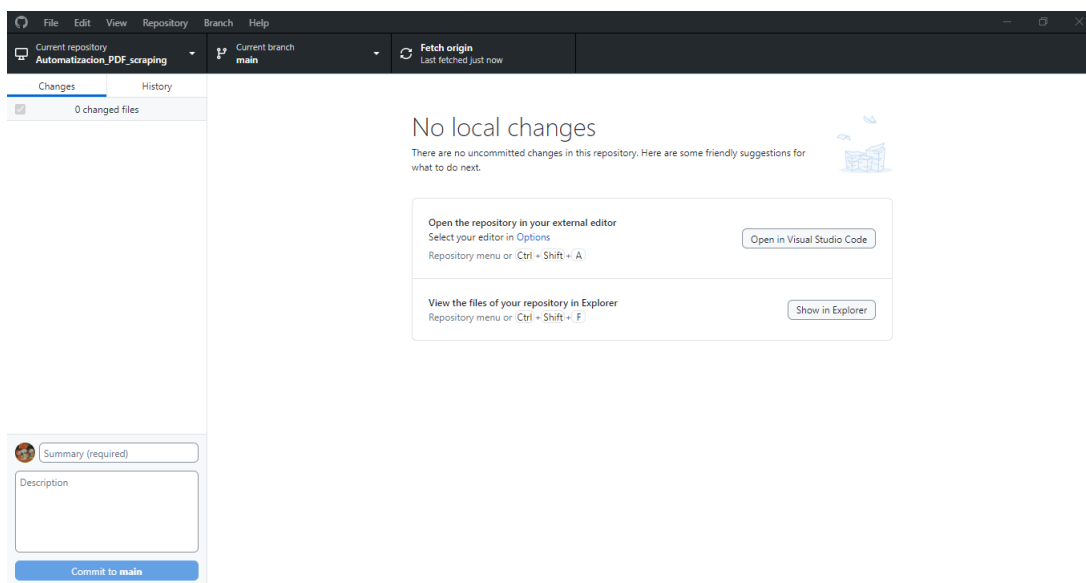 File Edit View Repository Branch Help
Current repository
Automatizacion_PDF_scraping
Current branch
main
Fetch origin
Last fetched just now
Changes History
0 changed files
No local changes
There are no uncommitted changes in this repository. Here are some friendly suggestions for
what to do next.
Open the repository in your external editor
Select your editor in Options
Repository menu or Ctrl + Shift + A
Open in Visual Studio Code
View the files of your repository in Explorer
Repository menu or Ctrl + Shift + F
Show in Explorer
Summary (required)
Description
Commit to main